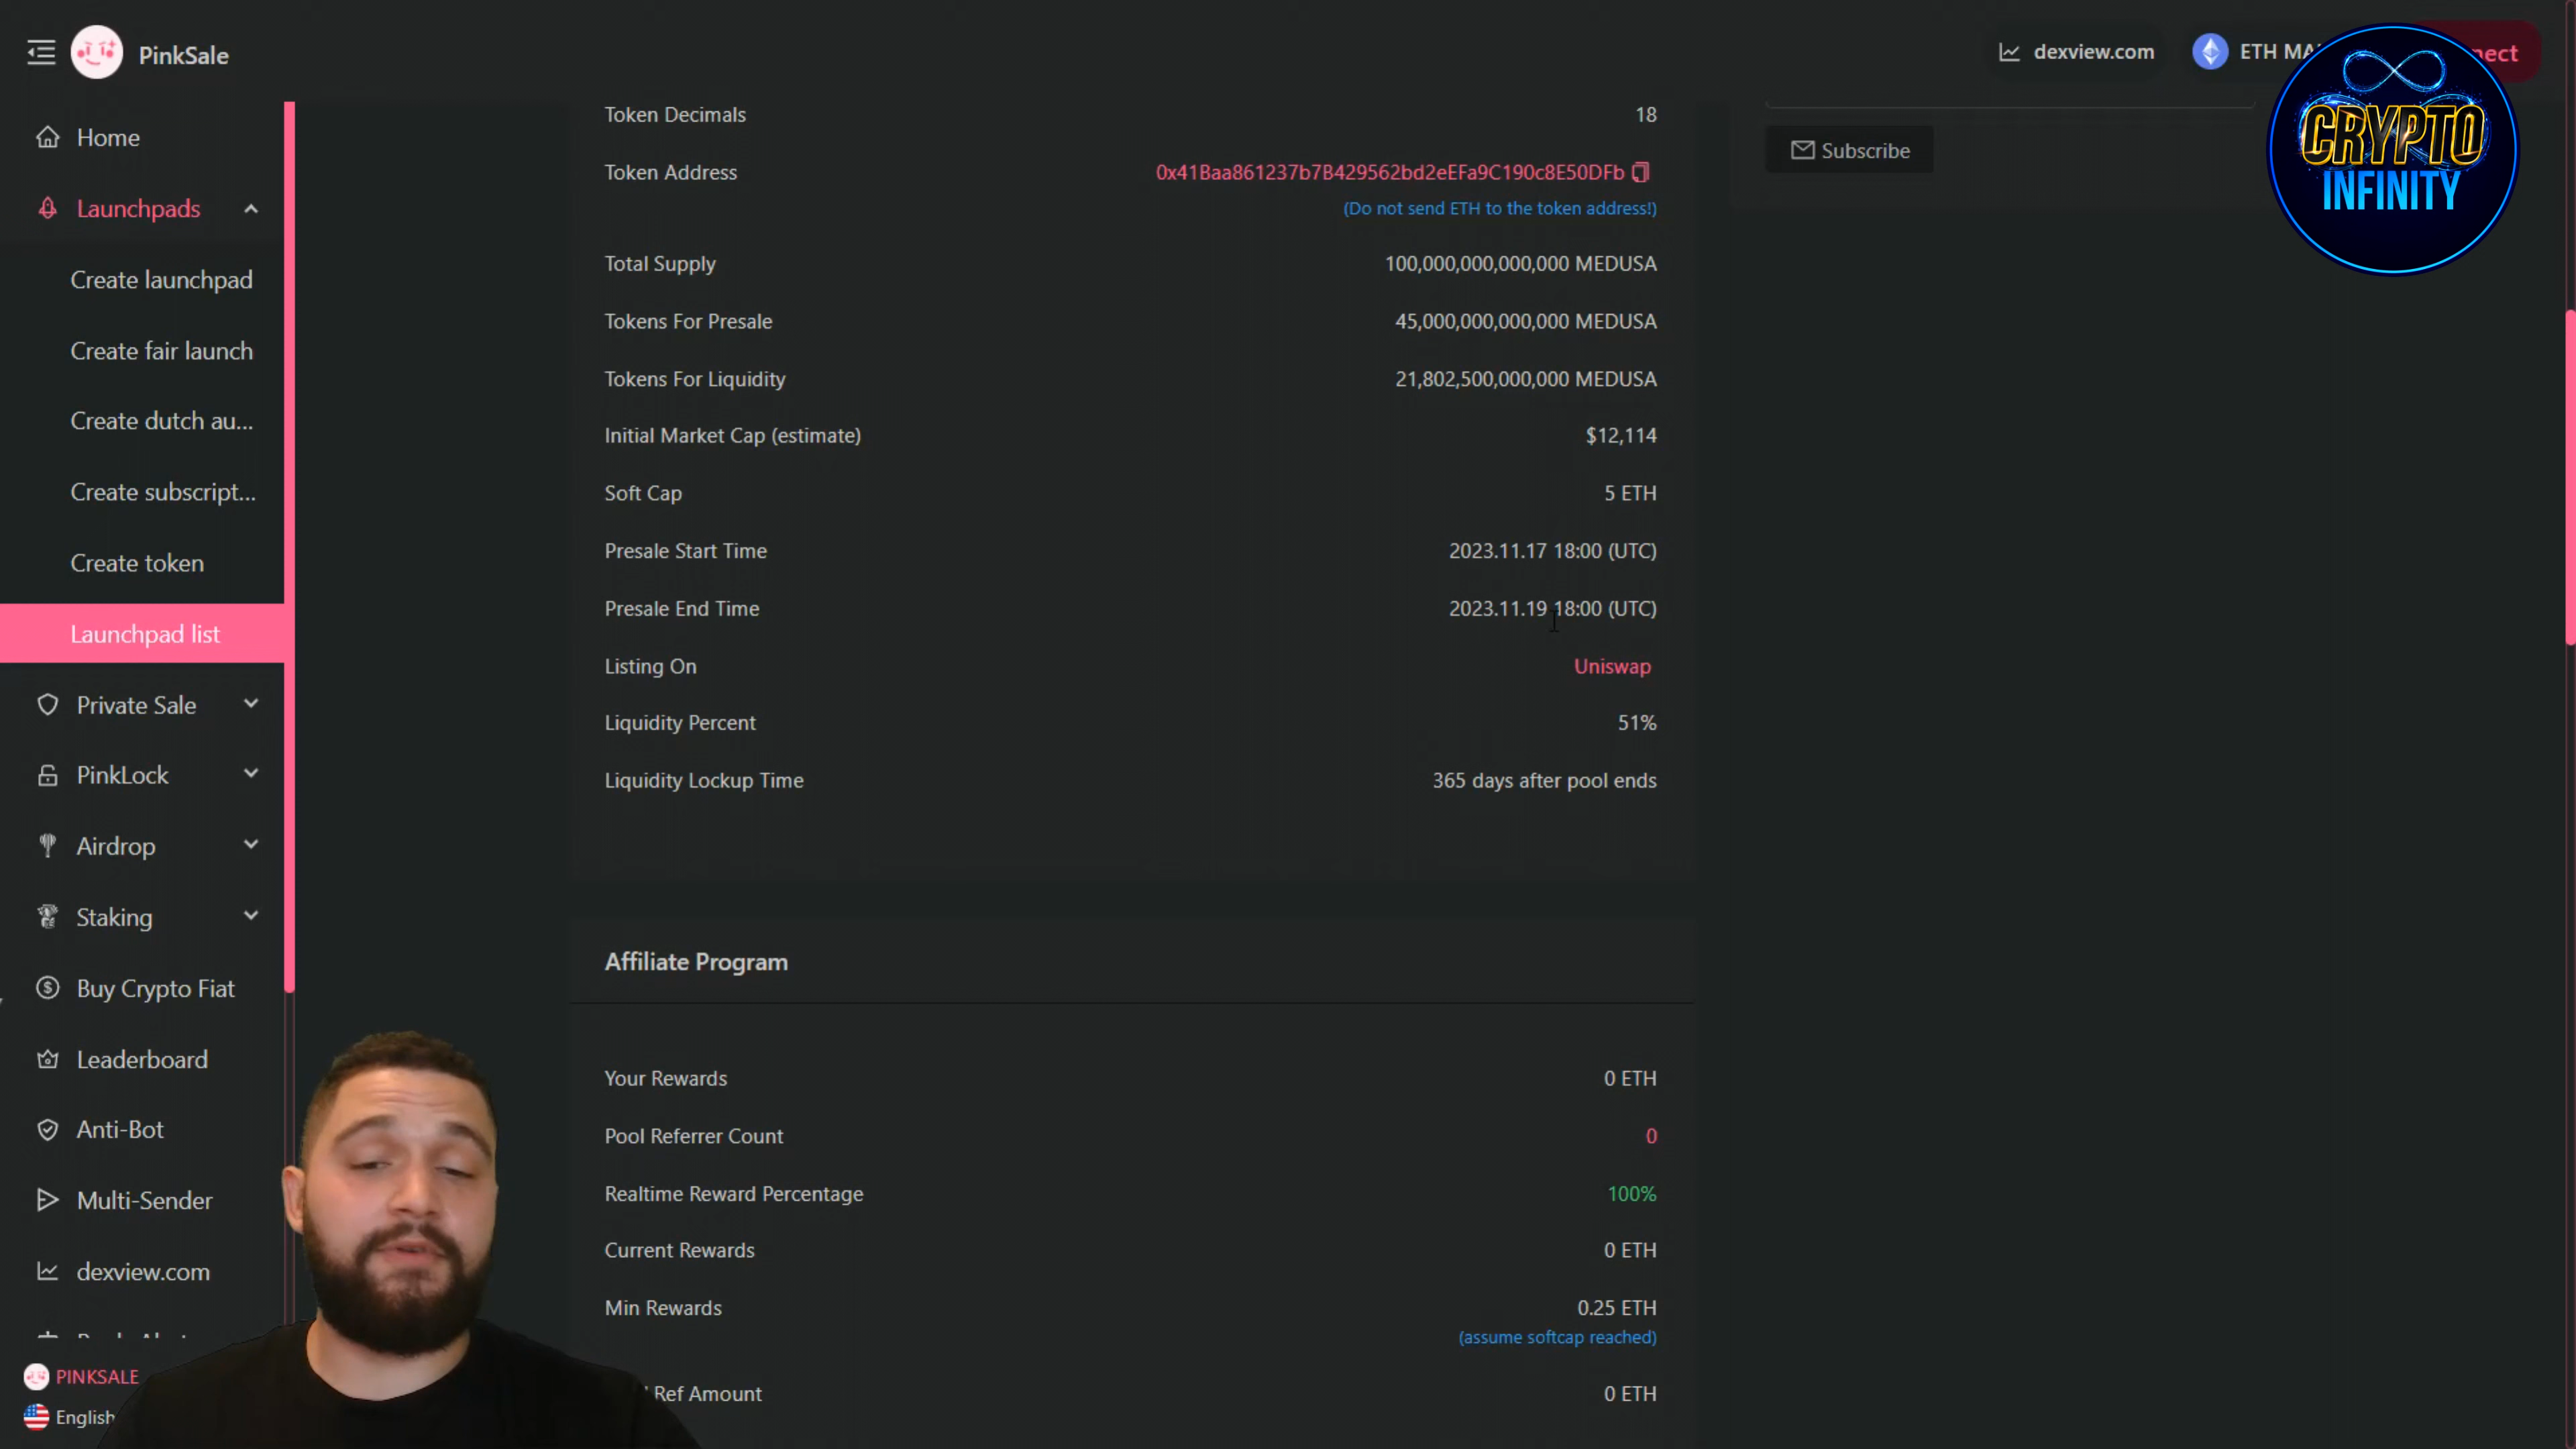 PinkSale
dexview.com
ETH MA
nect
CRYPTO
INFINITY
Home
Launchpads
Create launchpad
Create fair launch
Create dutch au...
Create subscript...
Create token
Launchpad list
Private Sale
PinkLock
Airdrop
Staking
Buy Crypto Fiat
Leaderboard
Anti-Bot
Multi-Sender
dexview.com
PINKSALE
English
Token Decimals 18
Token Address 0x41Baa861237b7B429562bd2eEFa9C190c8E50DFb
(Do not send ETH to the token address!)
Total Supply 100,000,000,000,000 MEDUSA
Tokens For Presale 45,000,000,000,000 MEDUSA
Tokens For Liquidity 21,802,500,000,000 MEDUSA
Initial Market Cap (estimate) $12,114
Soft Cap 5 ETH
Presale Start Time 2023.11.17 18:00 (UTC)
Presale End Time 2023.11.19 18:00 (UTC)
Listing On Uniswap
Liquidity Percent 51%
Liquidity Lockup Time 365 days after pool ends
Affiliate Program
Your Rewards 0 ETH
Pool Referrer Count 0
Realtime Reward Percentage 100%
Current Rewards 0 ETH
Min Rewards 0.25 ETH
(assume softcap reached)
Ref Amount 0 ETH
Subscribe